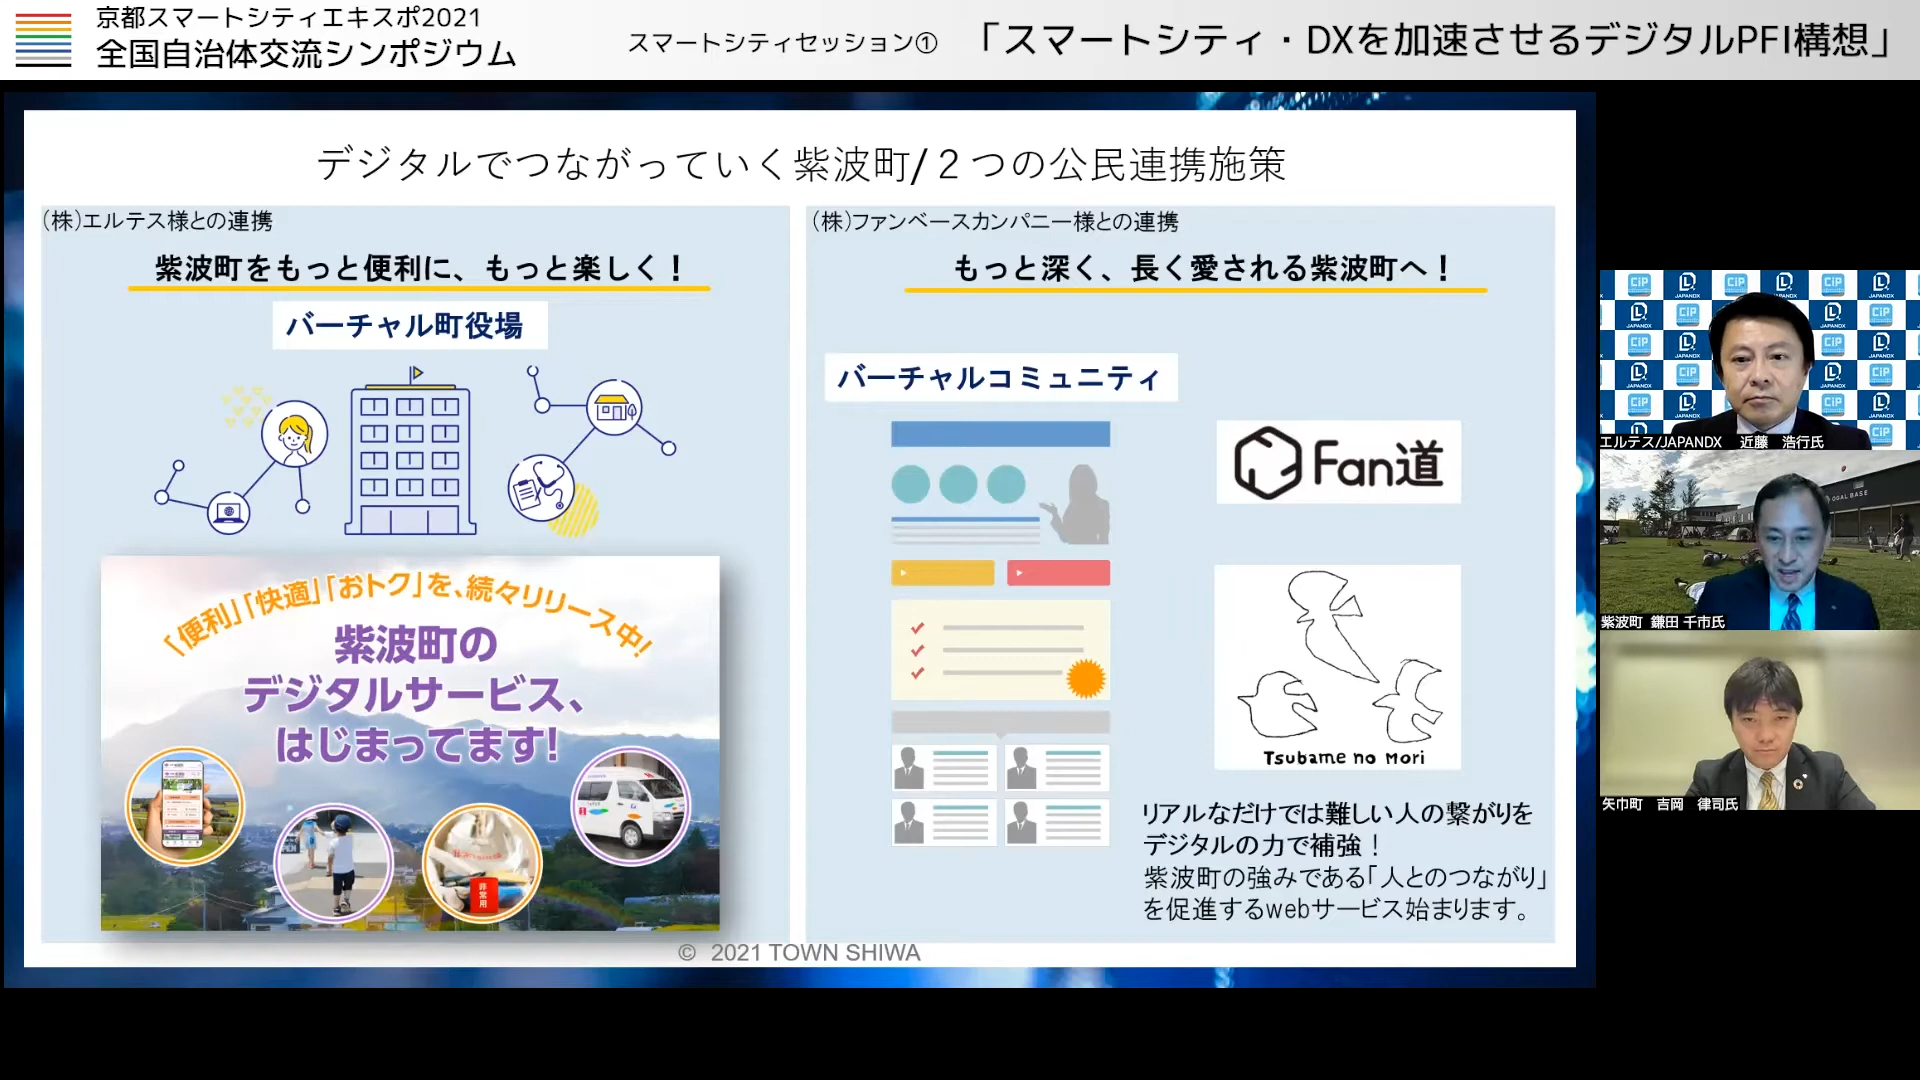 京都スマートシティエキスポ2021
全国自治体交流シンポジウム
スマートシティセッション① 「スマートシティ・DXを加速させるデジタルPFI構想」
デジタルでつながっていく紫波町/２つの公民連携施策
(株)エルテス様との連携
紫波町をもっと便利に、もっと楽しく！
バーチャル町役場
「便利」「快適」「おトク」を、続々リリース中!
紫波町の
デジタルサービス、
はじまってます!
非常用
(株)ファンベースカンパニー様との連携
もっと深く、長く愛される紫波町へ！
バーチャルコミュニティ
Fan道
Tsubame no Mori
リアルなだけでは難しい人の繋がりを
デジタルの力で補強！
紫波町の強みである「人とのつながり」
を促進するwebサービス始まります。
© 2021 TOWN SHIWA
CiP
JAPANDX
エルテス/JAPANDX 近藤 浩行氏
OGAL BASE
紫波町 鎌田 千市氏
矢巾町 吉岡 律司氏